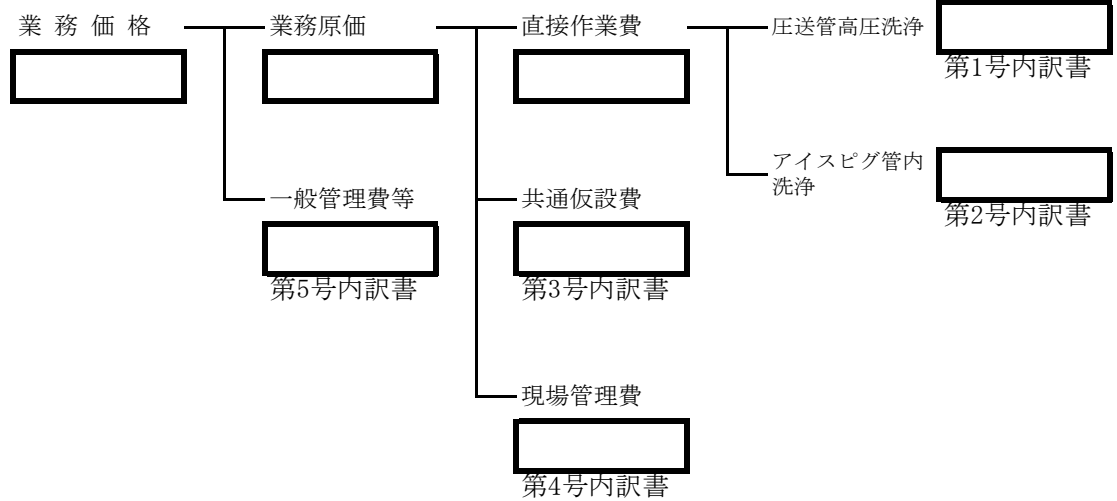 業 務 価 格
業務原価
直接作業費
圧送管高圧洗浄
第1号内訳書
アイスピグ管内
洗浄
第2号内訳書
一般管理費等
第5号内訳書
共通仮設費
第3号内訳書
現場管理費
第4号内訳書